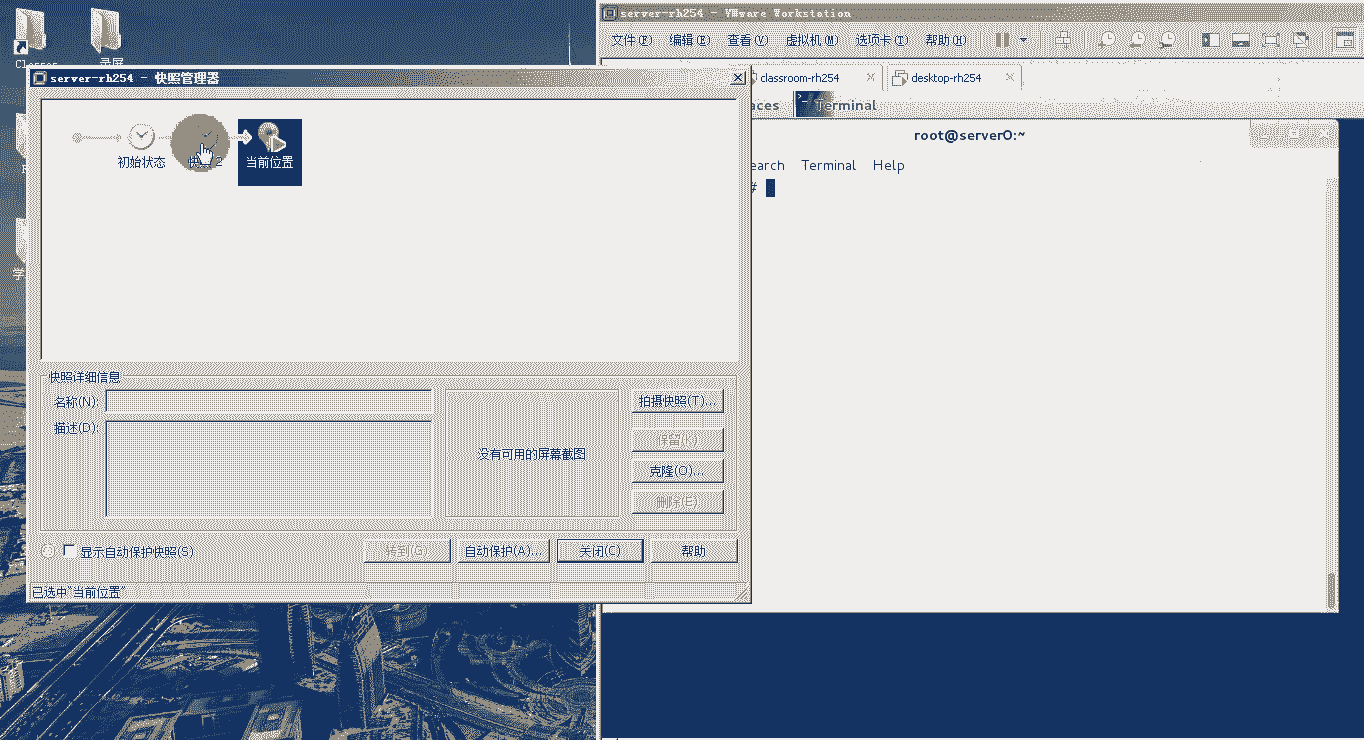 server-rh254 - VMware Workstation
文件(F) 编辑(E) 查看(V) 虚拟机(M) 选项卡(T) 帮助(H)
录屏
server-rh254 - 快照管理器
classroom-rh254
desktop-rh254
aces
Terminal
root@server0:~
earch Terminal Help
#
初始状态
快照 2
当前位置
快照详细信息
名称(N):
描述(D):
没有可用的屏幕截图
拍摄快照(T)...
保留(K)
克隆(O)...
删除(E)
显示自动保护快照(S)
转到(G)
自动保护(A)...
关闭(C)
帮助
已选中"当前位置"